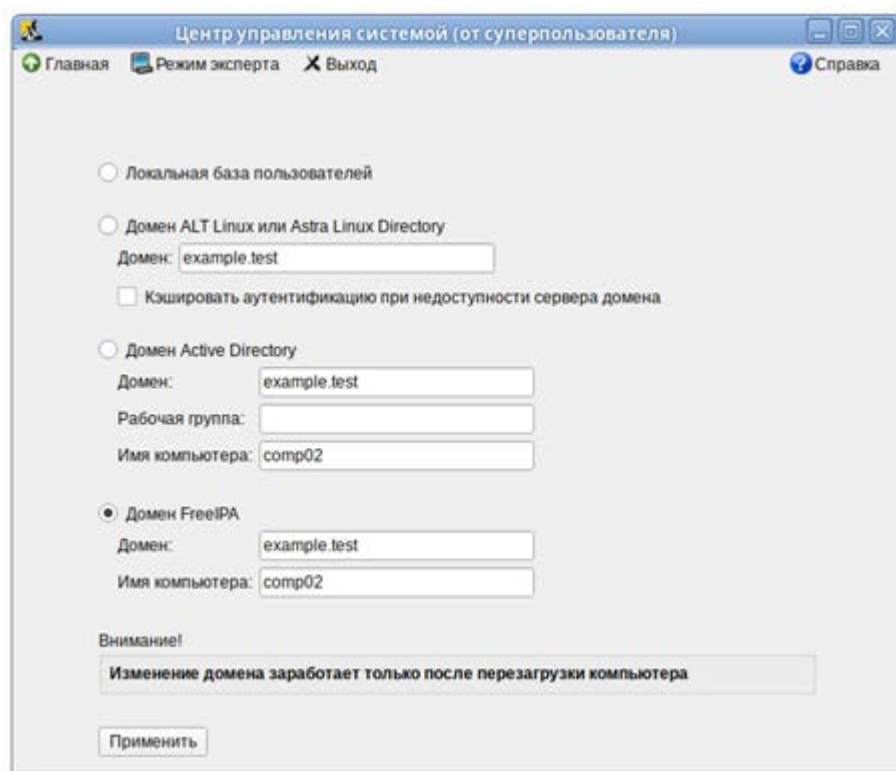 Центр управления системой (от суперпользователя)
Главная Режим эксперта Выход Справка
Локальная база пользователей
Домен ALT Linux или Astra Linux Directory
Домен: example.test
Кэшировать аутентификацию при недоступности сервера домена
Домен Active Directory
Домен: example.test
Рабочая группа:
Имя компьютера: comp02
Домен FreeIPA
Домен: example.test
Имя компьютера: comp02
Внимание!
Изменение домена заработает только после перезагрузки компьютера
Применить